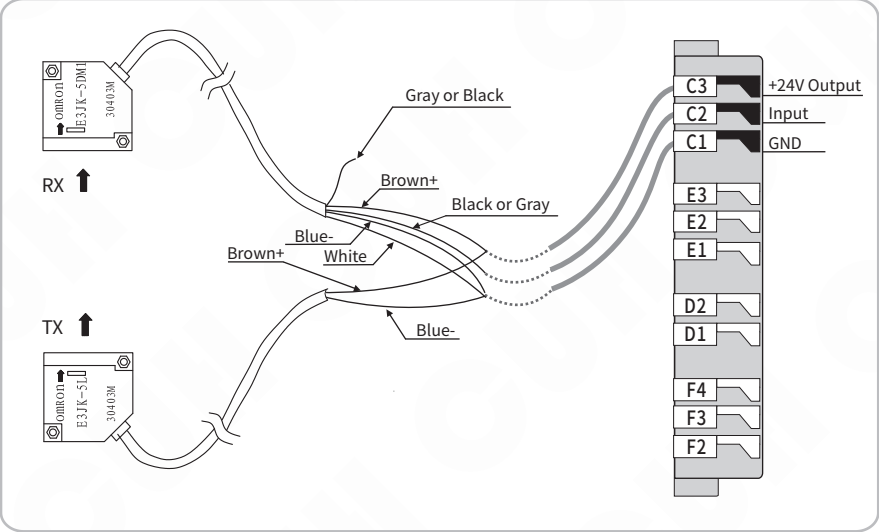 omron
E3JK-5DM1
30403M
RX
Gray or Black
Brown+
Black or Gray
Blue-
White
Brown+
Blue-
TX
omron
E3JK-5L
30403M
C3
+24V Output
C2
Input
C1
GND
E3
E2
E1
D2
D1
F4
F3
F2